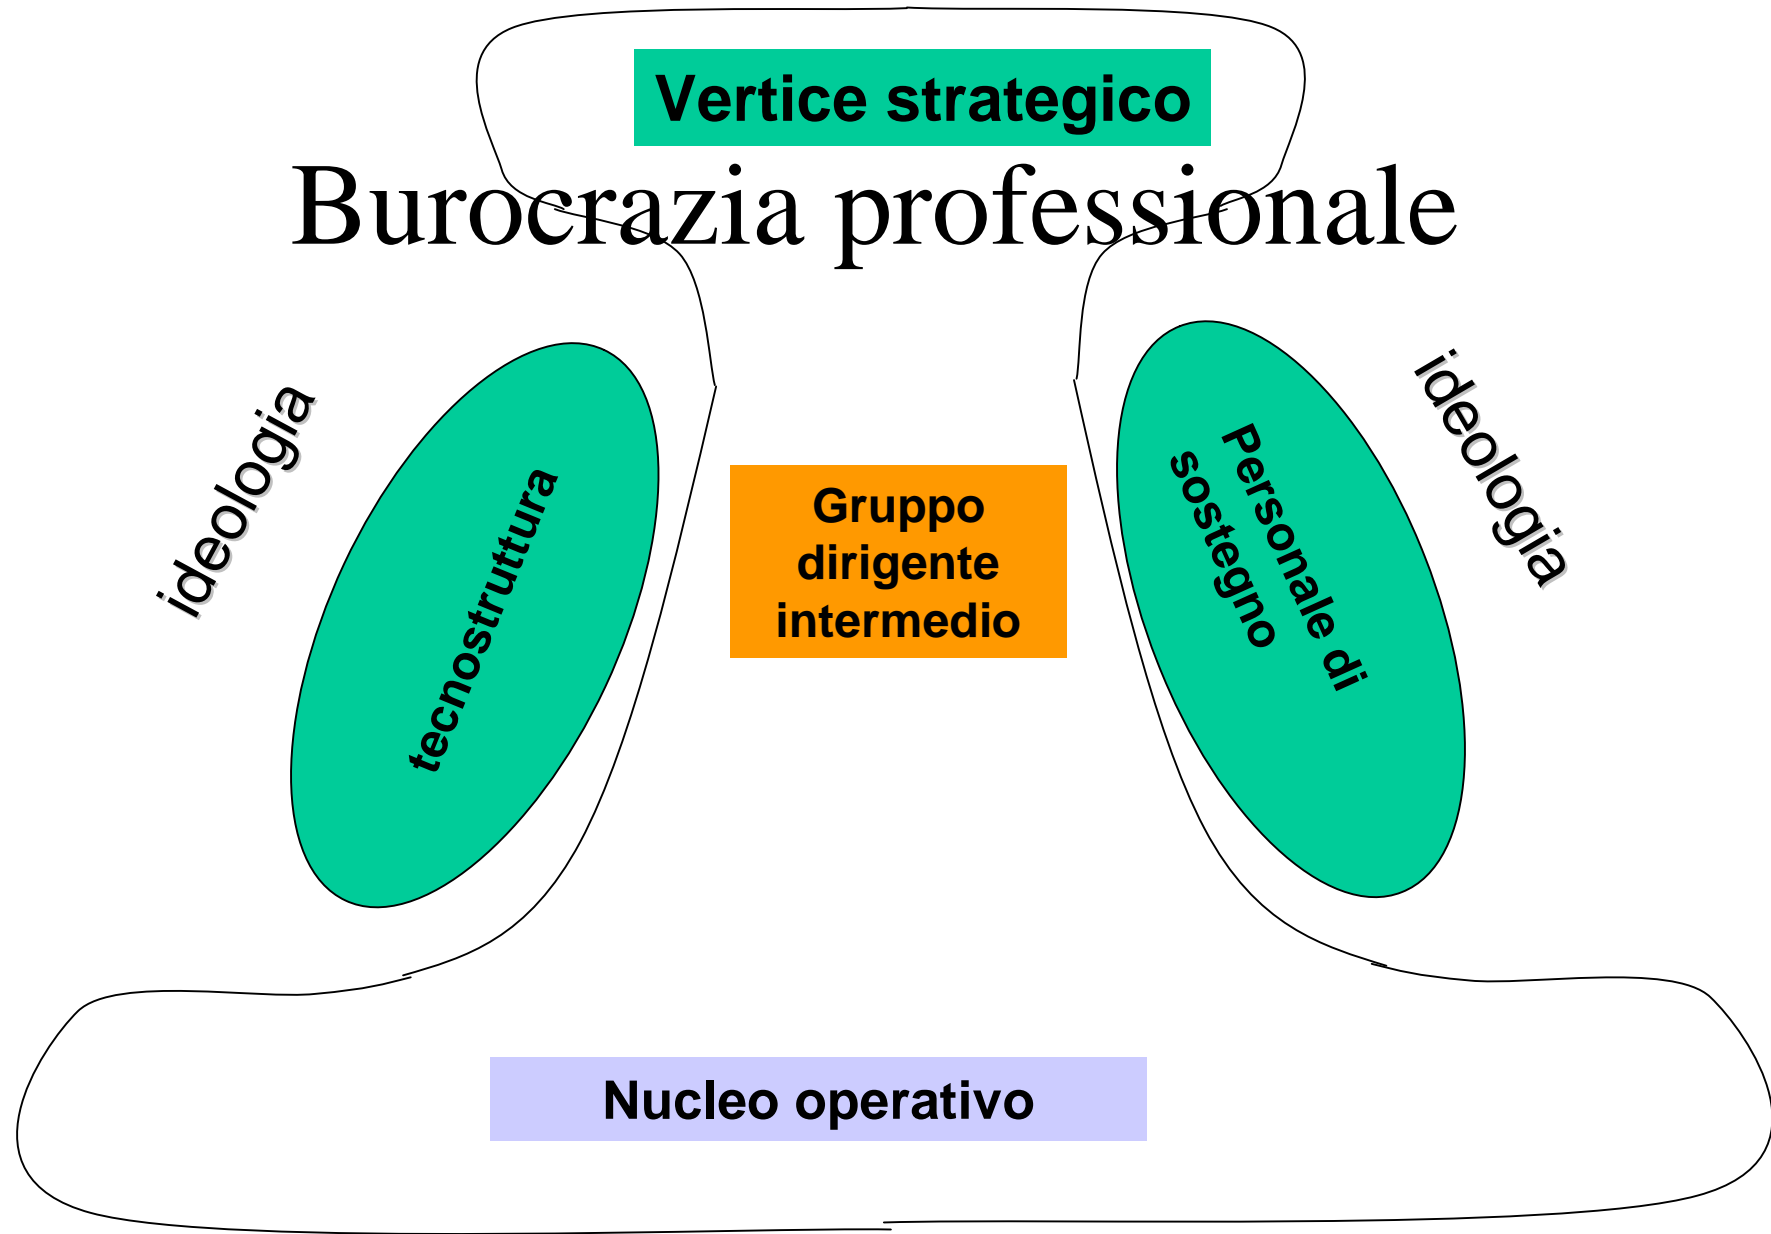 Vertice strategico
Burocrazia professionale
ideologia
tecnostruttura
Gruppo
dirigente
intermedio
Personale di
sostegno
ideologia
Nucleo operativo